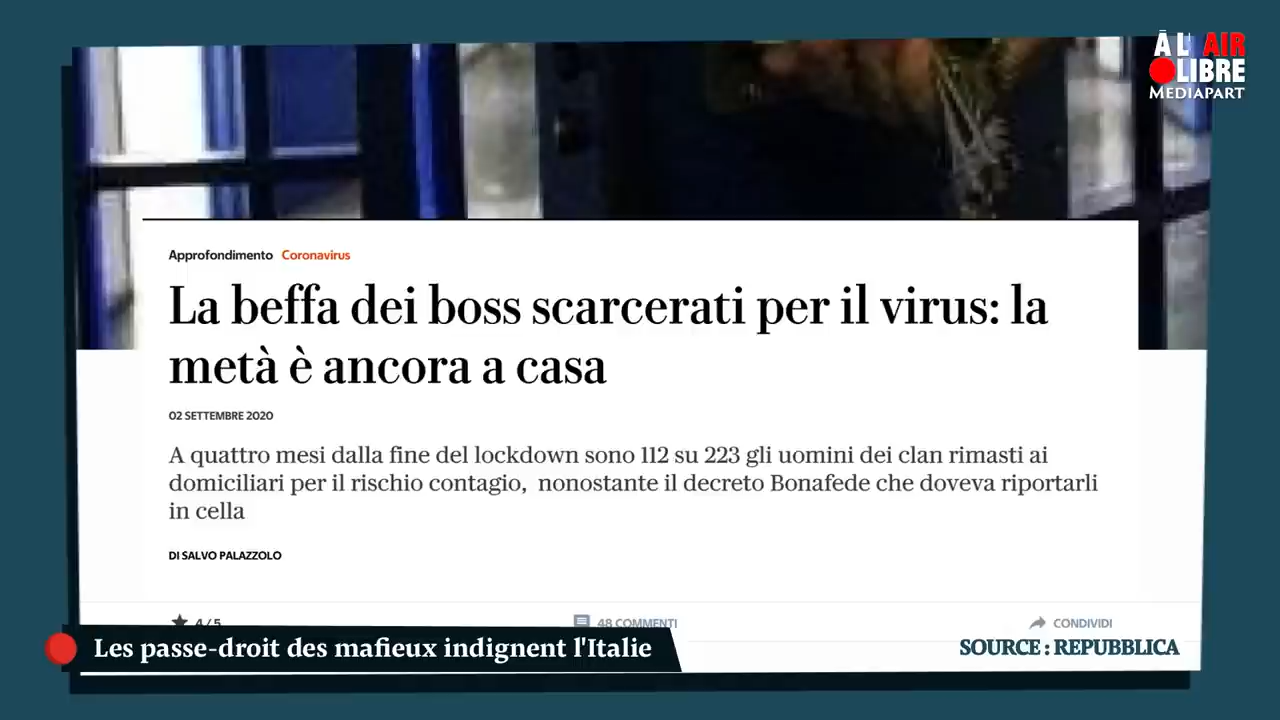 À L'AIR
LIBRE
MEDIAPART
Approfondimento Coronavirus
La beffa dei boss scarcerati per il virus: la
metà è ancora a casa
02 SETTEMBRE 2020
A quattro mesi dalla fine del lockdown sono 112 su 223 gli uomini dei clan rimasti ai
domiciliari per il rischio contagio, nonostante il decreto Bonafede che doveva riportarli
in cella
DI SALVO PALAZZOLO
4/5 48 COMMENTI CONDIVIDI
Les passe-droit des mafieux indignent l'Italie
SOURCE : REPUBBLICA